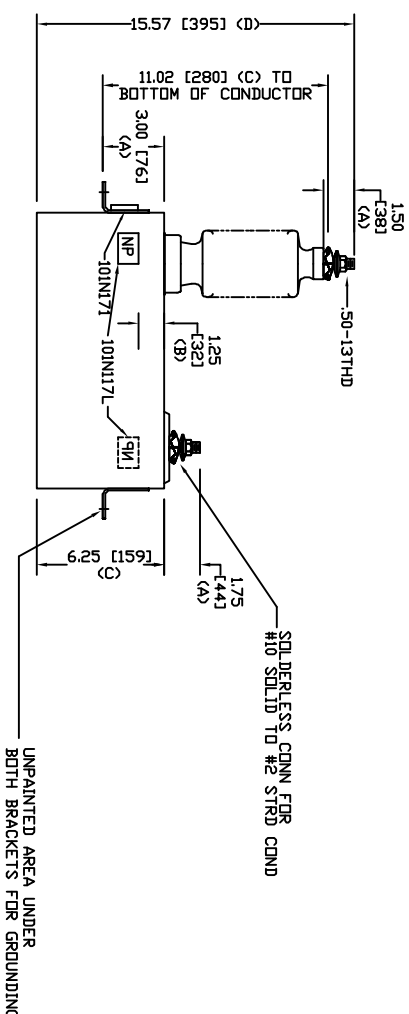 15.57 [395] (D)
11.02 [280] (C) TO
BOTTOM OF CONDUCTOR
3.00 [76]
(A)
1.50
[38]
(A)
.50-13THD
NP
101N171
101N117L
NP
1.25
[32]
(B)
6.25 [159]
(C)
1.75
[44]
(A)
SOLDERLESS CONN FOR
#10 SOLID TO #2 STRD COND
UNPAINTED AREA UNDER
BOTH BRACKETS FOR GROUNDING